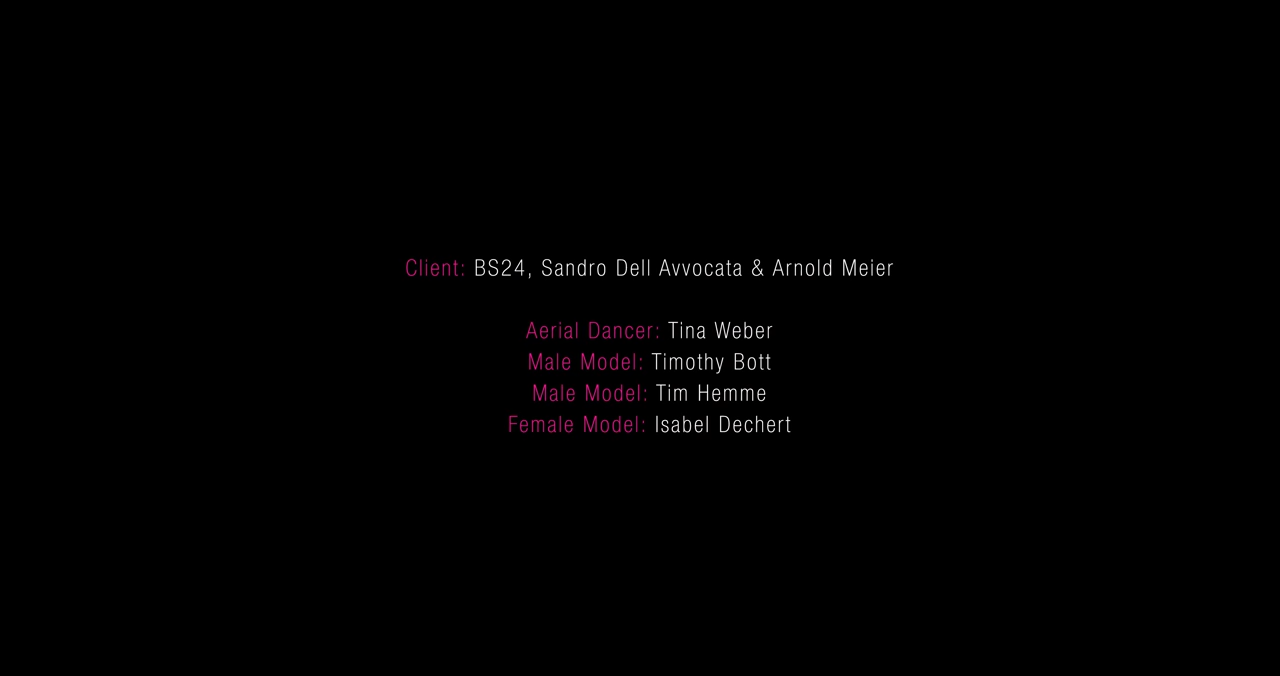 Client: BS24, Sandro Dell Avvocata & Arnold Meier
Aerial Dancer: Tina Weber
Male Model: Timothy Bott
Male Model: Tim Hemme
Female Model: Isabel Dechert